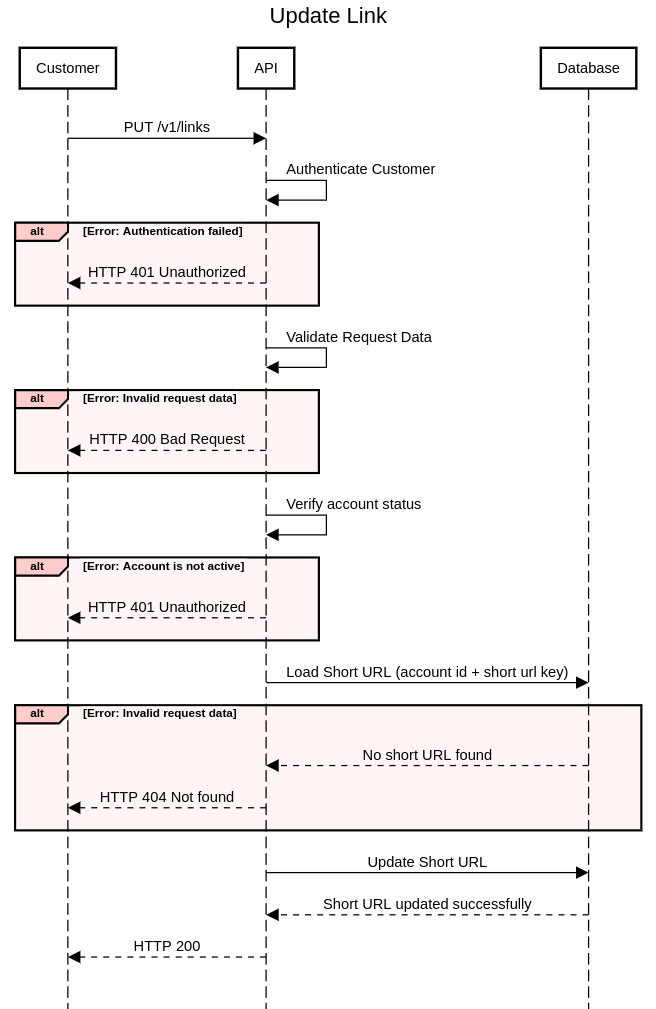 Update Link
Customer
API
Database
PUT /v1/links
Authenticate Customer
alt
[Error: Authentication failed]
HTTP 401 Unauthorized
Validate Request Data
alt
[Error: Invalid request data]
HTTP 400 Bad Request
Verify account status
alt
[Error: Account is not active]
HTTP 401 Unauthorized
Load Short URL (account id + short url key)
alt
[Error: Invalid request data]
No short URL found
HTTP 404 Not found
Update Short URL
Short URL updated successfully
HTTP 200